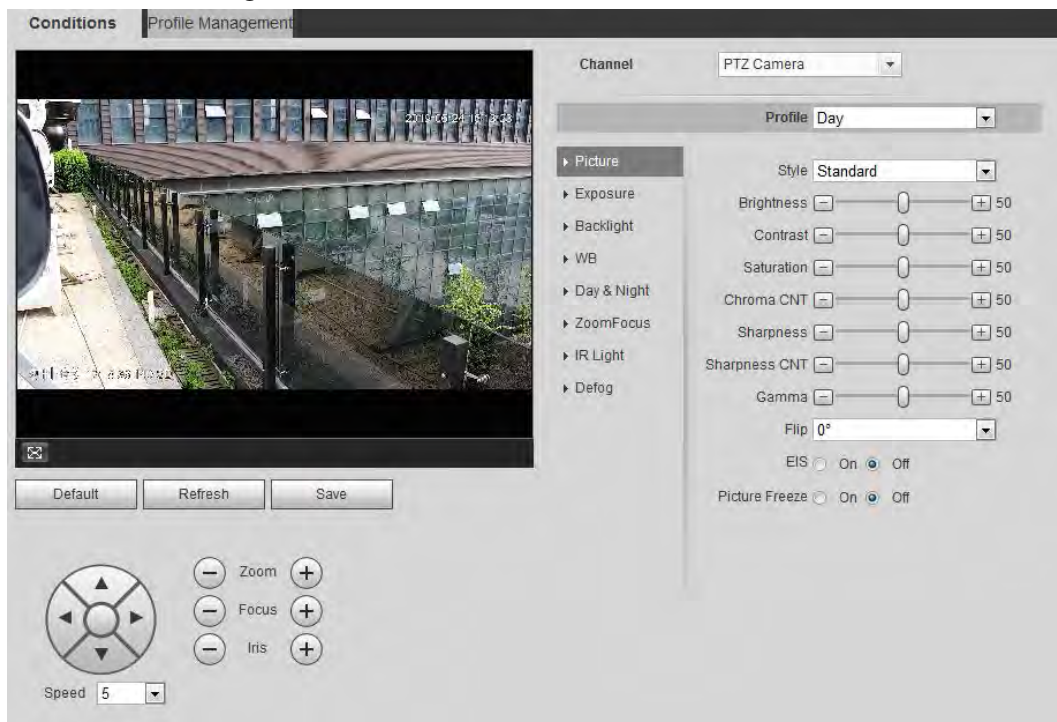 Conditions Profile Management
Channel PTZ Camera
Profile Day
Picture
Exposure
Backlight
WB
Day & Night
ZoomFocus
IR Light
Defog
Style Standard
Brightness 50
Contrast 50
Saturation 50
Chroma CNT 50
Sharpness 50
Sharpness CNT 50
Gamma 50
Flip 0°
EIS On Off
Picture Freeze On Off
Default Refresh Save
Zoom
Focus
Iris
Speed 5